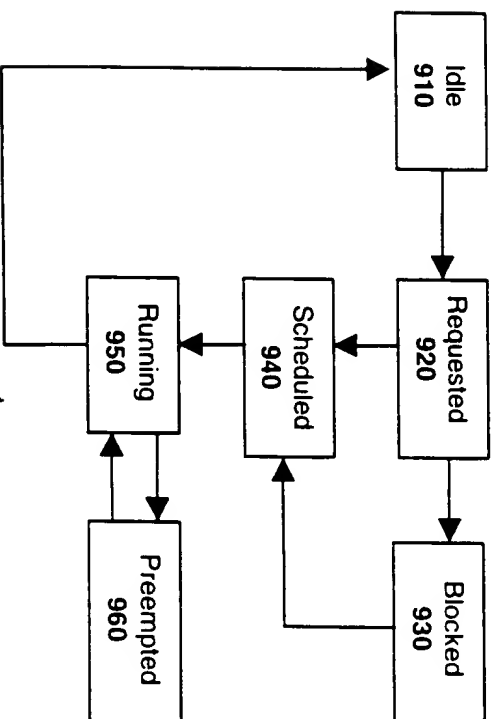 Idle
910
Requested
920
Blocked
930
Scheduled
940
Running
950
Preempted
960